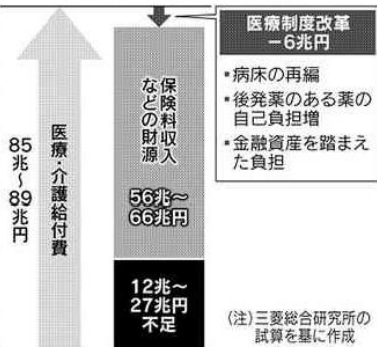 医療制度改革
−6兆円
・病床の再編
・後発薬のある薬の
自己負担増
・金融資産を踏まえ
た負担
85兆〜89兆円
医療・介護給付費
保険料収入
などの財源
56兆〜
66兆円
12兆〜
27兆円
不足
(注)三菱総合研究所の
試算を基に作成